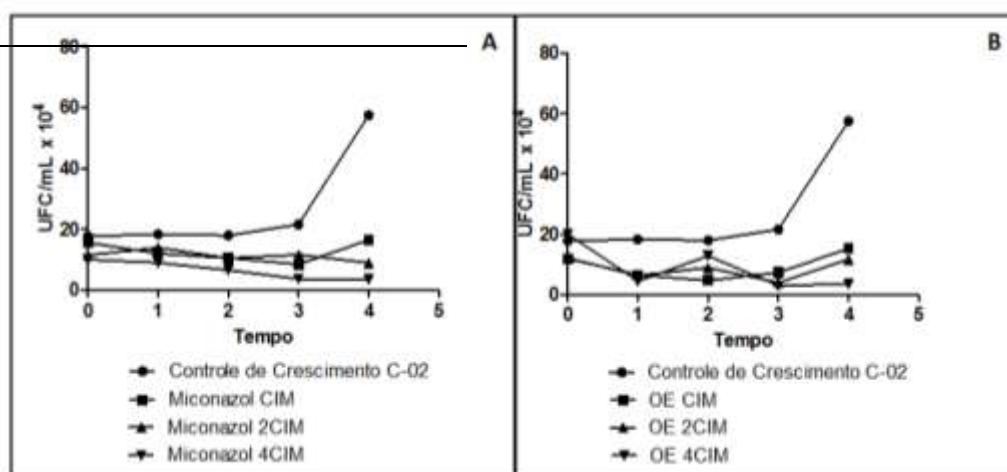 A
UFC/mL x 10⁴
80
60
40
20
0
0 1 2 3 4 5
Tempo
Controle de Crescimento C-02
Miconazol CIM
Miconazol 2CIM
Miconazol 4CIM
B
UFC/mL x 10⁴
80
60
40
20
0
0 1 2 3 4 5
Tempo
Controle de Crescimento C-02
OE CIM
OE 2CIM
OE 4CIM